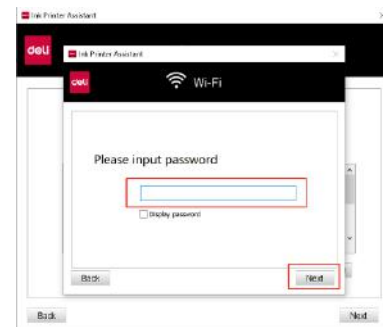 Ink Printer Assistant
deli
Ink Printer Assistant
deli
Wi-Fi
Please input password
Display password
Back
Next
Back
Next